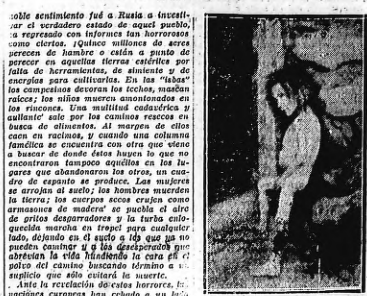 oble sentimiento fué a Rusia a investi-
ar el verdadero estado de aquel pueblo,
a regresado con informes tan horrorosos
como ciertos. ¡Quince millones de seres
perecen de hambre o están a punto de
perecer en aquellas tierras estériles por
falta de herramientas, de simiente y de
energías para cultivarlas. En las "isbas"
los campesinos devoran los techos, mascan
raíces; los niños mueren amontonados en
los rincones. Una multitud cadavérica y
aullante sale por los caminos resecos en
busca de alimentos. Al margen de ellos
caen en racimos, y cuando una columna
famélica se encuentra con otra que viene
a buscar de donde éstos huyen lo que no
encontraron tampoco aquéllos en los lu-
gares que abandonaron los otros, un cua-
dro de espanto se produce. Las mujeres
se arrojan al suelo; los hombres muerden
la tierra; los cuerpos secos crujen como
armasones de madera y se puebla el aire
de gritos desgarradores y la turba enlo-
quecida marcha en tropel para cualquier
lado, dejando en el suelo a los que ya no
pueden caminar y a los desesperados que
abrevian la vida hundiendo la cara en el
polvo del camino buscando término a un
suplicio que sólo evitará la muerte.
Ante la revelación de estos horrores, la
naciones europeas han echado a un